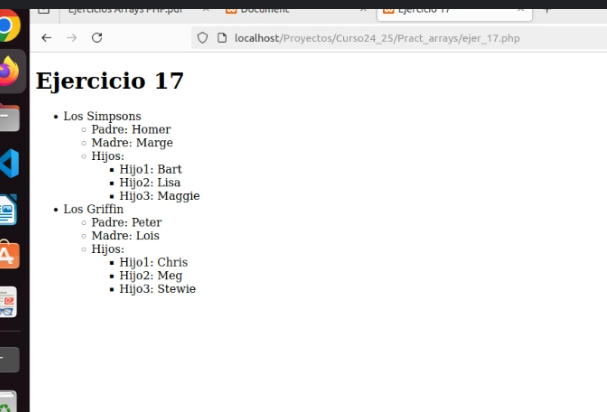 Ejercicios Arrays PHP.pdf
Document
Ejercicio 17
localhost/Proyectos/Curso24_25/Pract_arrays/ejer_17.php
Ejercicio 17
Los Simpsons
Padre: Homer
Madre: Marge
Hijos:
Hijo1: Bart
Hijo2: Lisa
Hijo3: Maggie
Los Griffin
Padre: Peter
Madre: Lois
Hijos:
Hijo1: Chris
Hijo2: Meg
Hijo3: Stewie